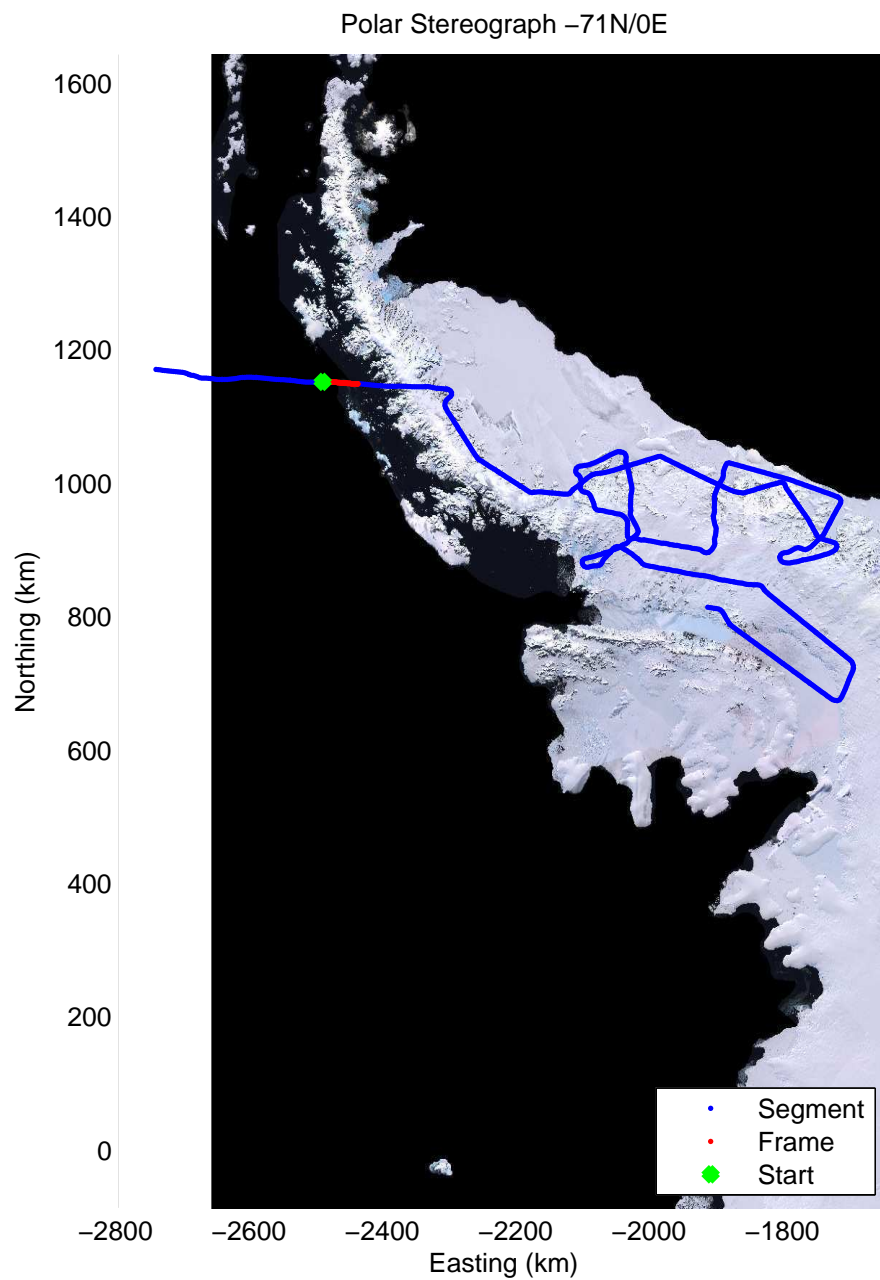 Polar Stereograph −71N/0E
1600
1400
1200
1000
800
600
400
200
0
Northing (km)
−2800 −2600 −2400 −2200 −2000 −1800
Easting (km)
Segment
Frame
Start